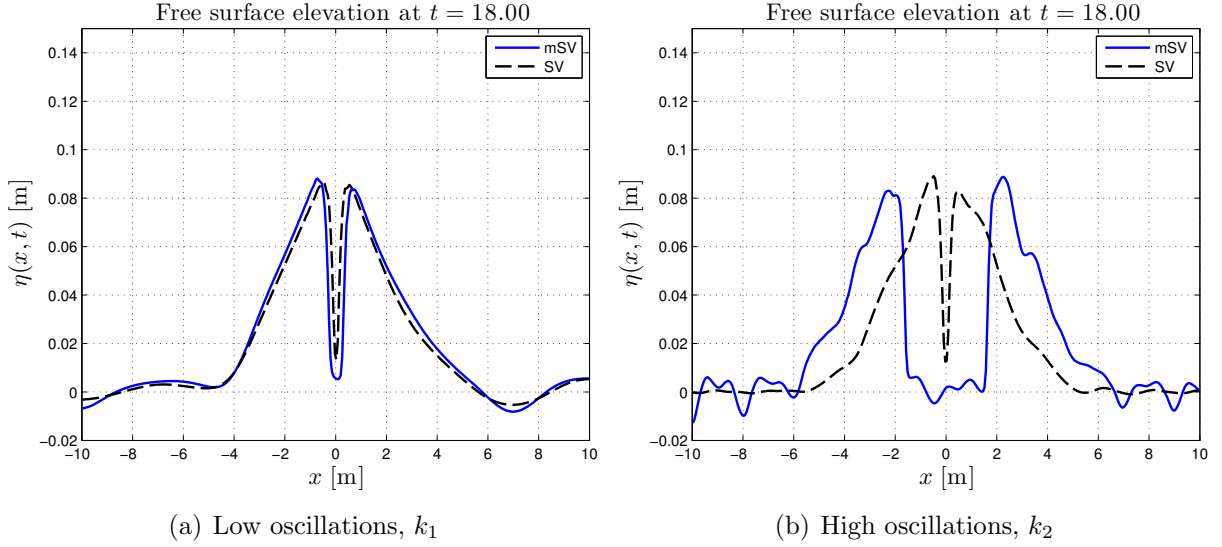 Free surface elevation at t = 18.00
mSV
SV
0.14
0.12
0.1
0.08
0.06
0.04
0.02
0
−0.02
η(x, t) [m]
−10 −8 −6 −4 −2 0 2 4 6 8 10
x [m]
(a) Low oscillations, k₁
Free surface elevation at t = 18.00
mSV
SV
0.14
0.12
0.1
0.08
0.06
0.04
0.02
0
−0.02
η(x, t) [m]
−10 −8 −6 −4 −2 0 2 4 6 8 10
x [m]
(b) High oscillations, k₂